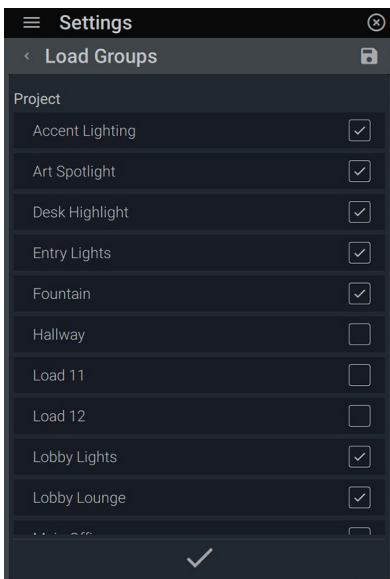 Settings
Load Groups
Project
Accent Lighting
Art Spotlight
Desk Highlight
Entry Lights
Fountain
Hallway
Load 11
Load 12
Lobby Lights
Lobby Lounge